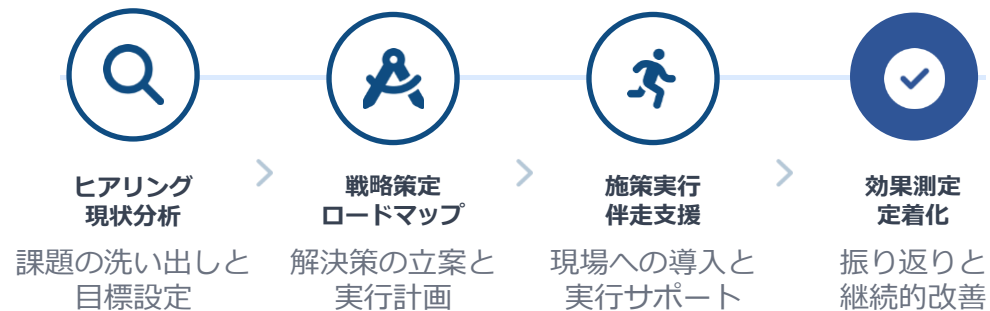 ヒアリング
現状分析
課題の洗い出しと
目標設定
戦略策定
ロードマップ
解決策の立案と
実行計画
施策実行
伴走支援
現場への導入と
実行サポート
効果測定
定着化
振り返りと
継続的改善